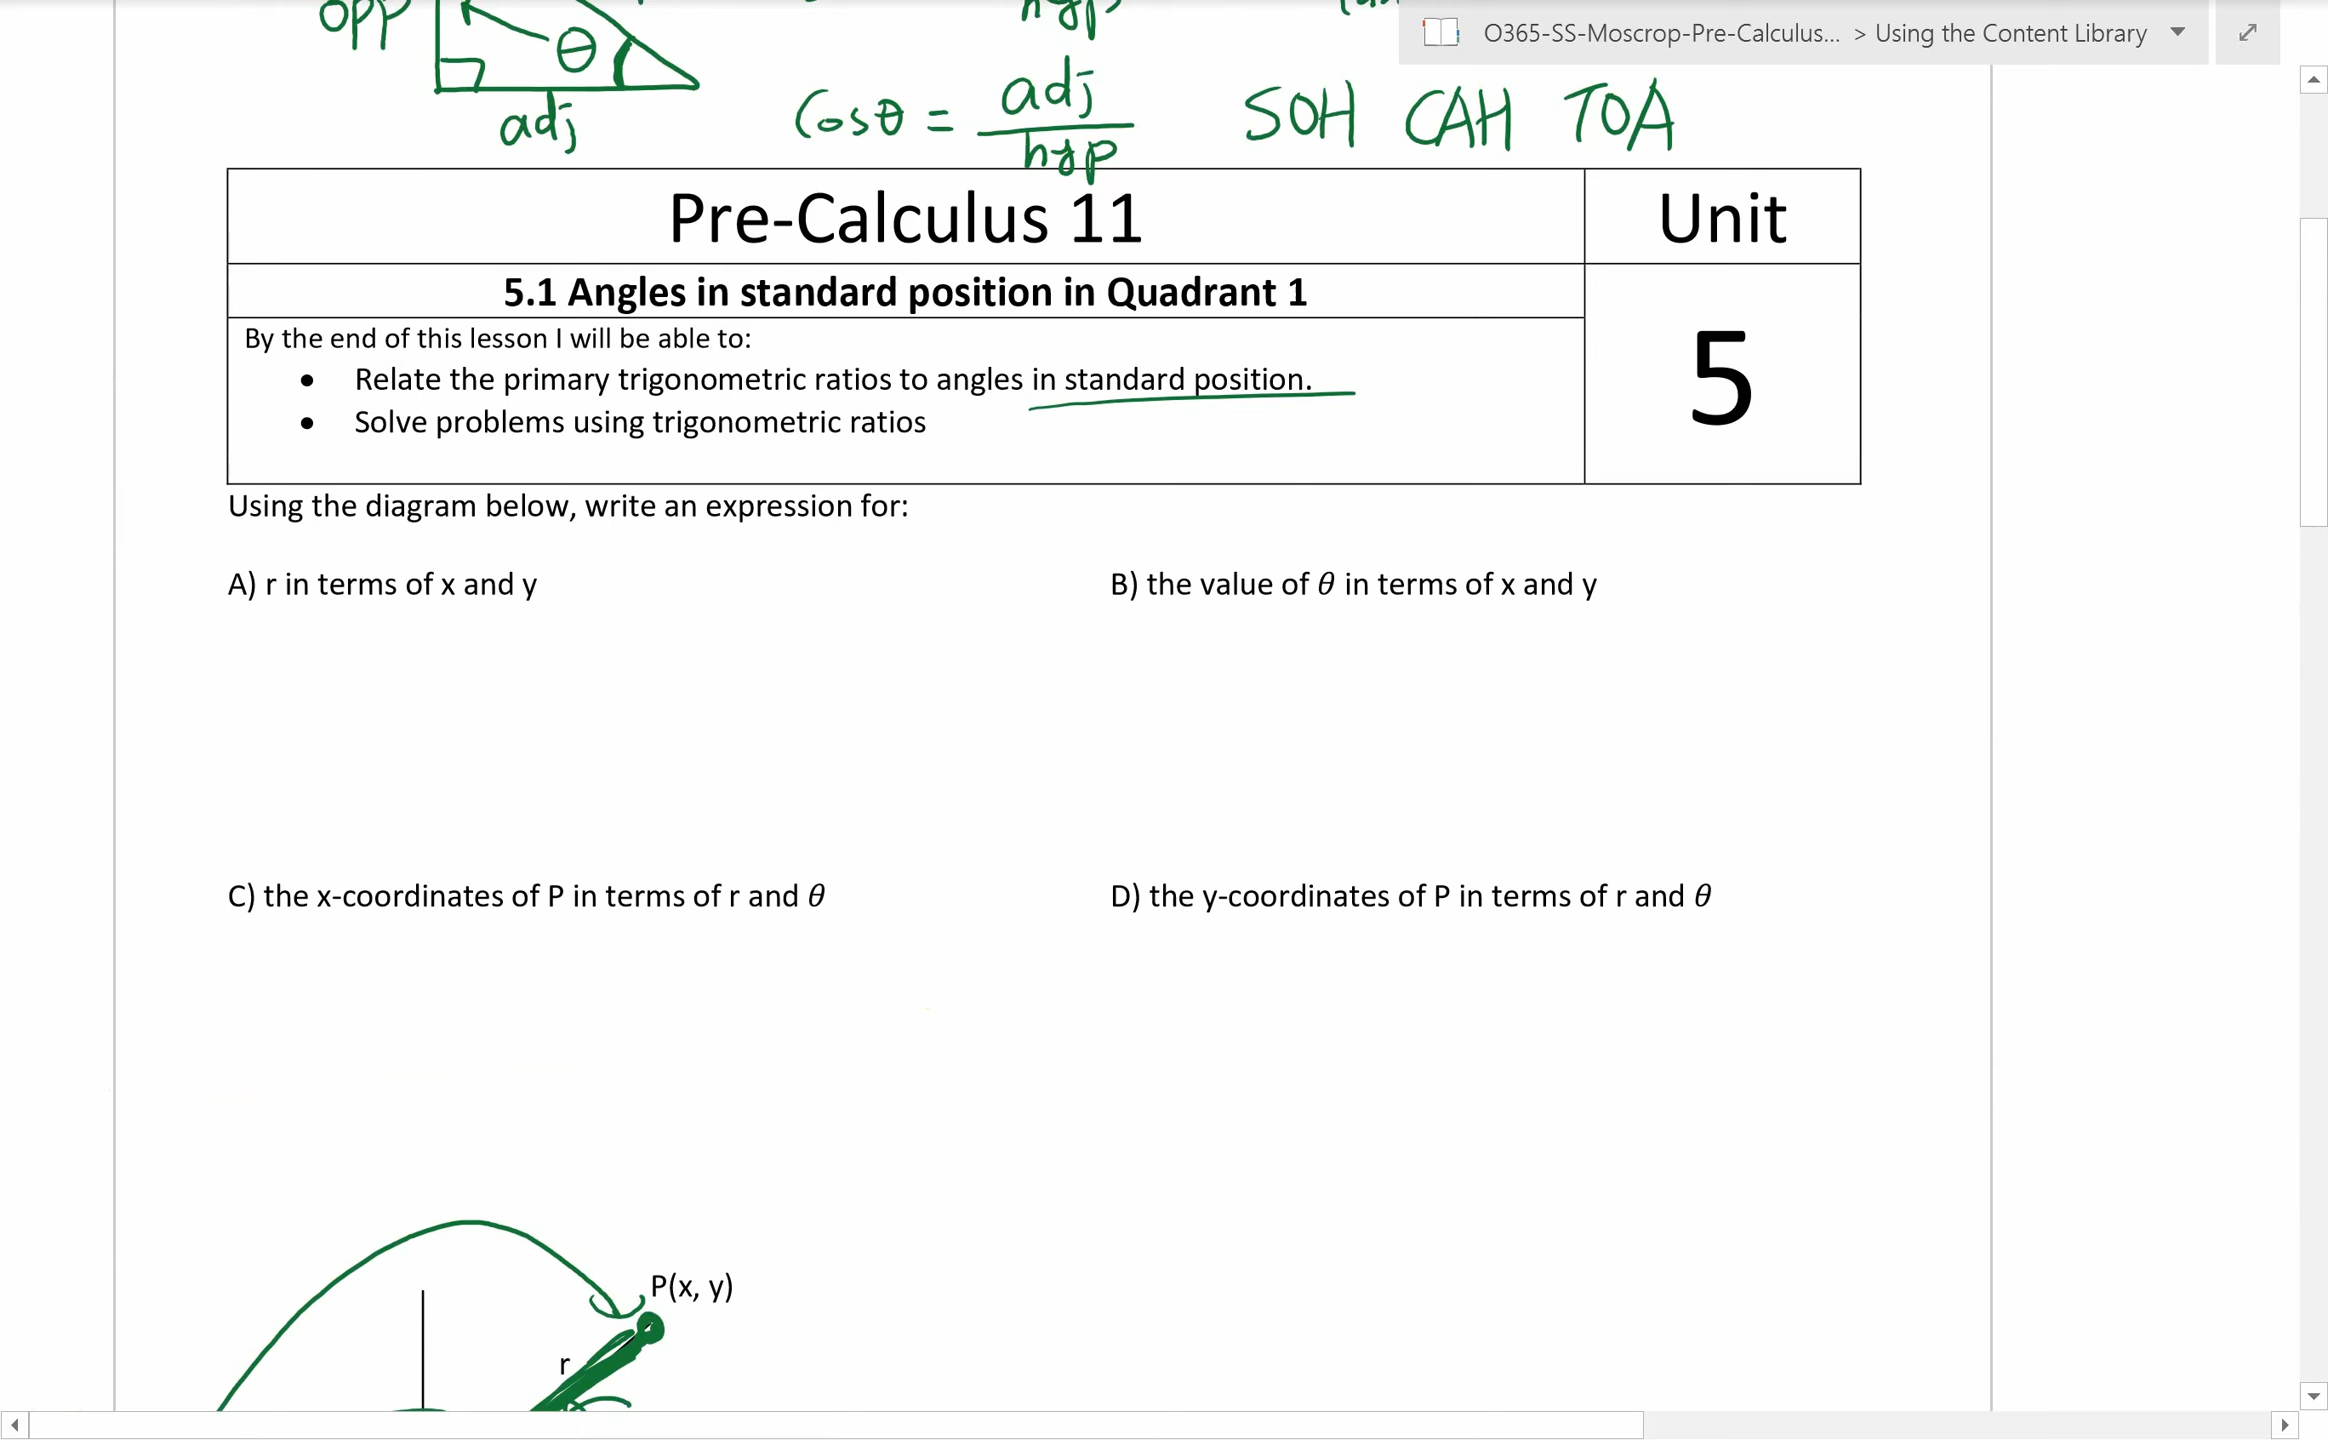 opp
hyp
O365-SS-Moscrop-Pre-Calculus... > Using the Content Library
θ
adj
Cosθ = adj
hyp
SOH CAH TOA
Pre-Calculus 11
Unit
5.1 Angles in standard position in Quadrant 1
5
By the end of this lesson I will be able to:
• Relate the primary trigonometric ratios to angles in standard position.
• Solve problems using trigonometric ratios
Using the diagram below, write an expression for:
A) r in terms of x and y
B) the value of θ in terms of x and y
C) the x-coordinates of P in terms of r and θ
D) the y-coordinates of P in terms of r and θ
P(x, y)
r